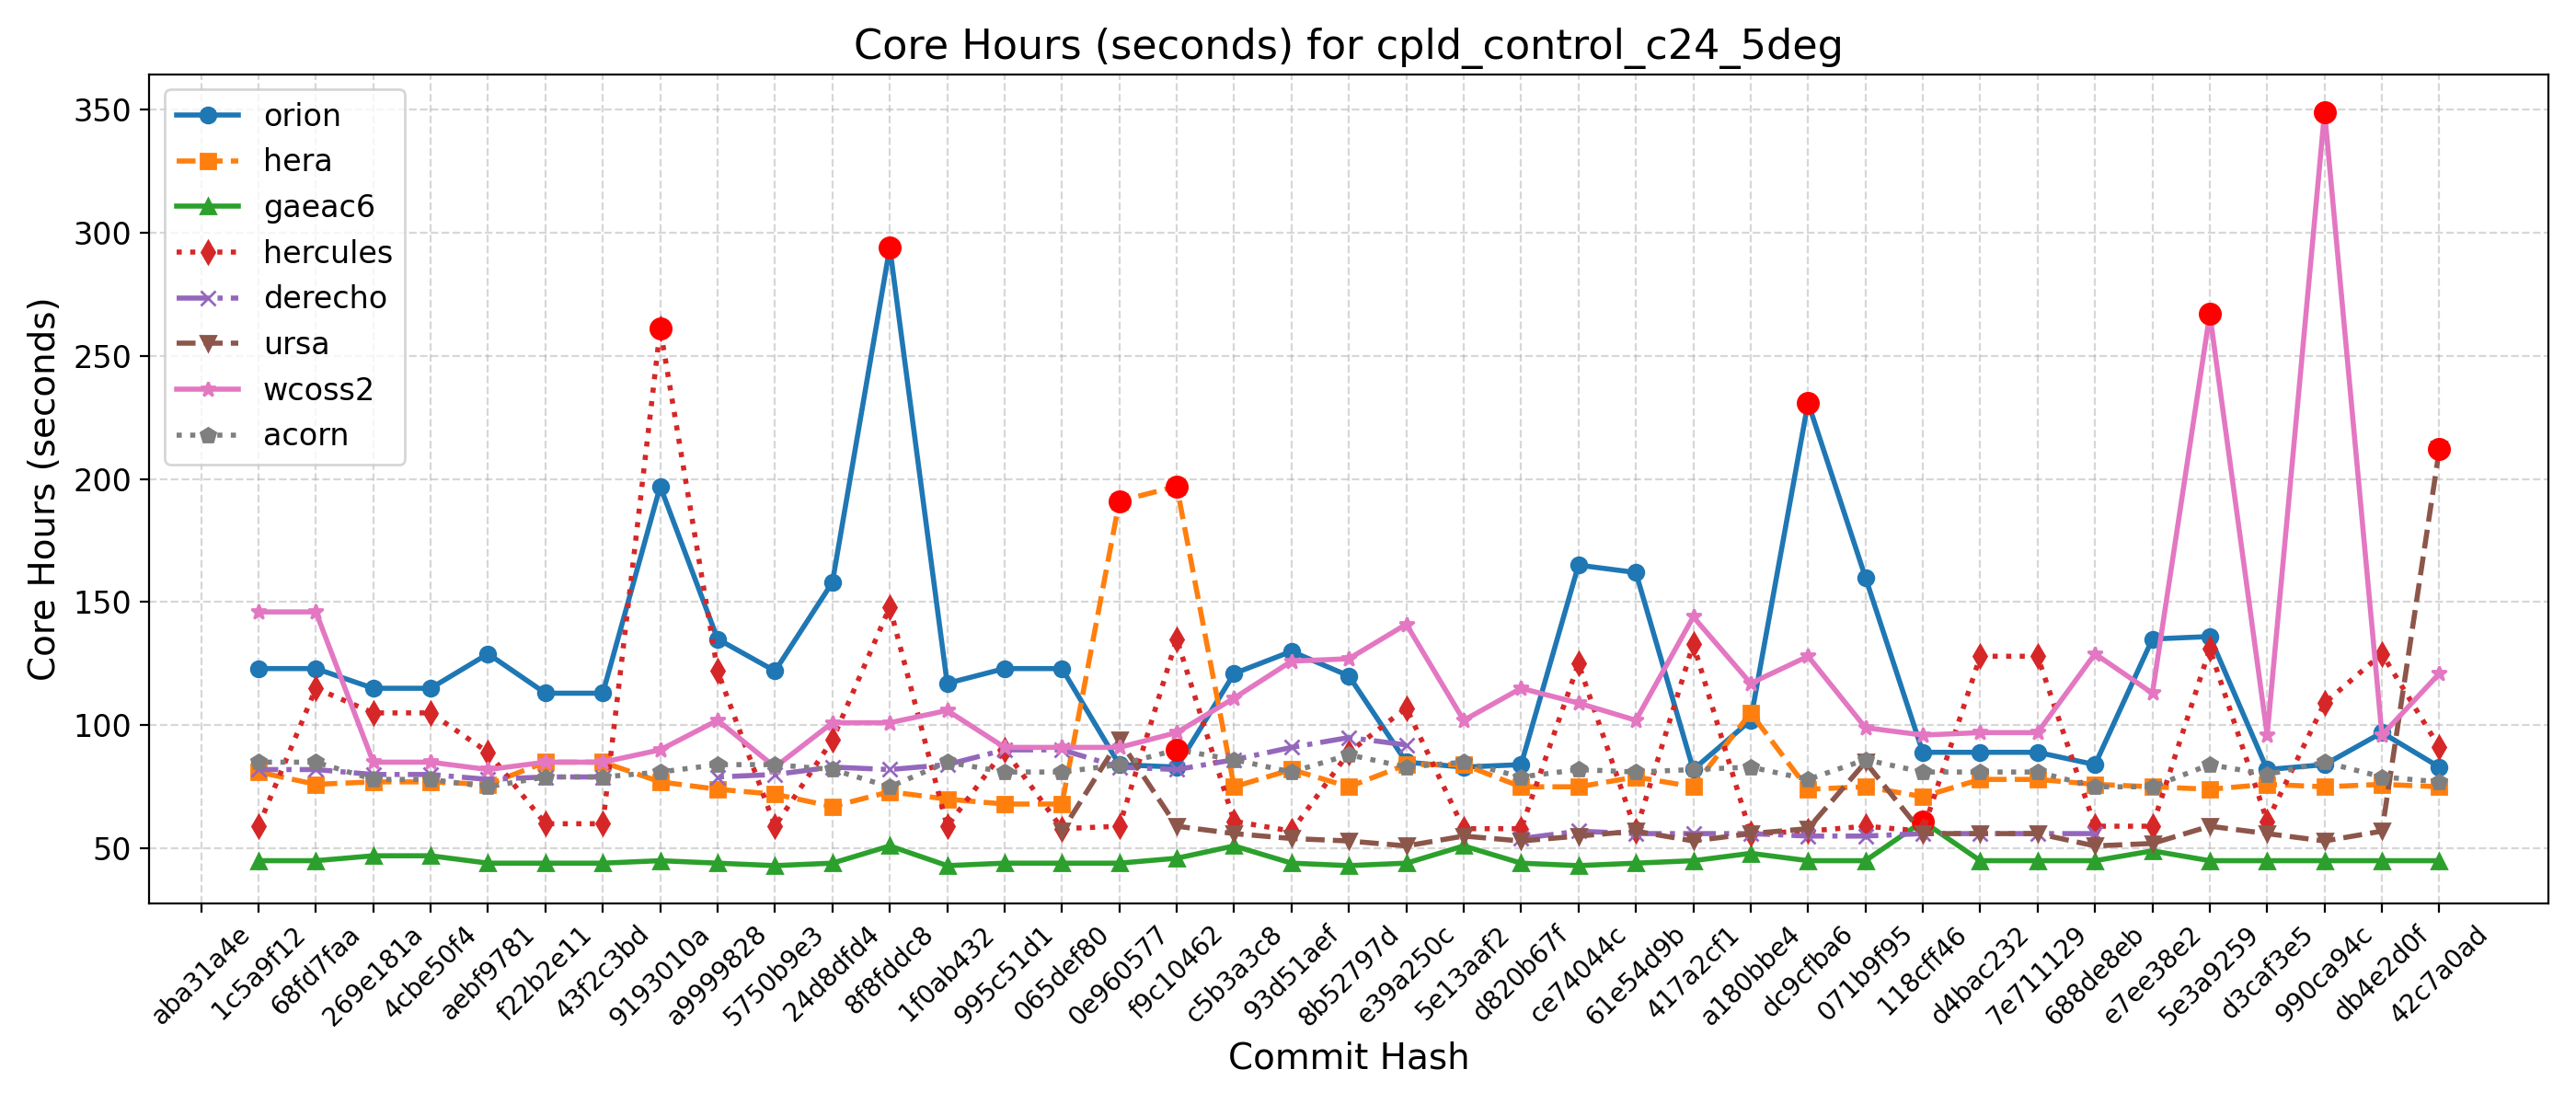 Core Hours (seconds) for cpld_control_c24_5deg
Core Hours (seconds)
350
300
250
200
150
100
50
orion
hera
gaeac6
hercules
derecho
ursa
wcoss2
acorn
aba31a4e
1c5a9f12
68fd7faa
269e181a
4cbe50f4
aebf9781
f22b2e11
43f2c3bd
9193010a
a9999828
5750b9e3
24d8dfd4
8f8fddc8
1f0ab432
995c51d1
065def80
0e960577
f9c10462
c5b3a3c8
93d51aef
8b52797d
e39a250c
5e13aaf2
d820b67f
ce74044c
61e54d9b
417a2cf1
a180bbe4
dc9cfba6
071b9f95
118cff46
d4bac232
7e711129
688de8eb
e7ee38e2
5e3a9259
d3caf3e5
990ca94c
db4e2d0f
42c7a0ad
Commit Hash